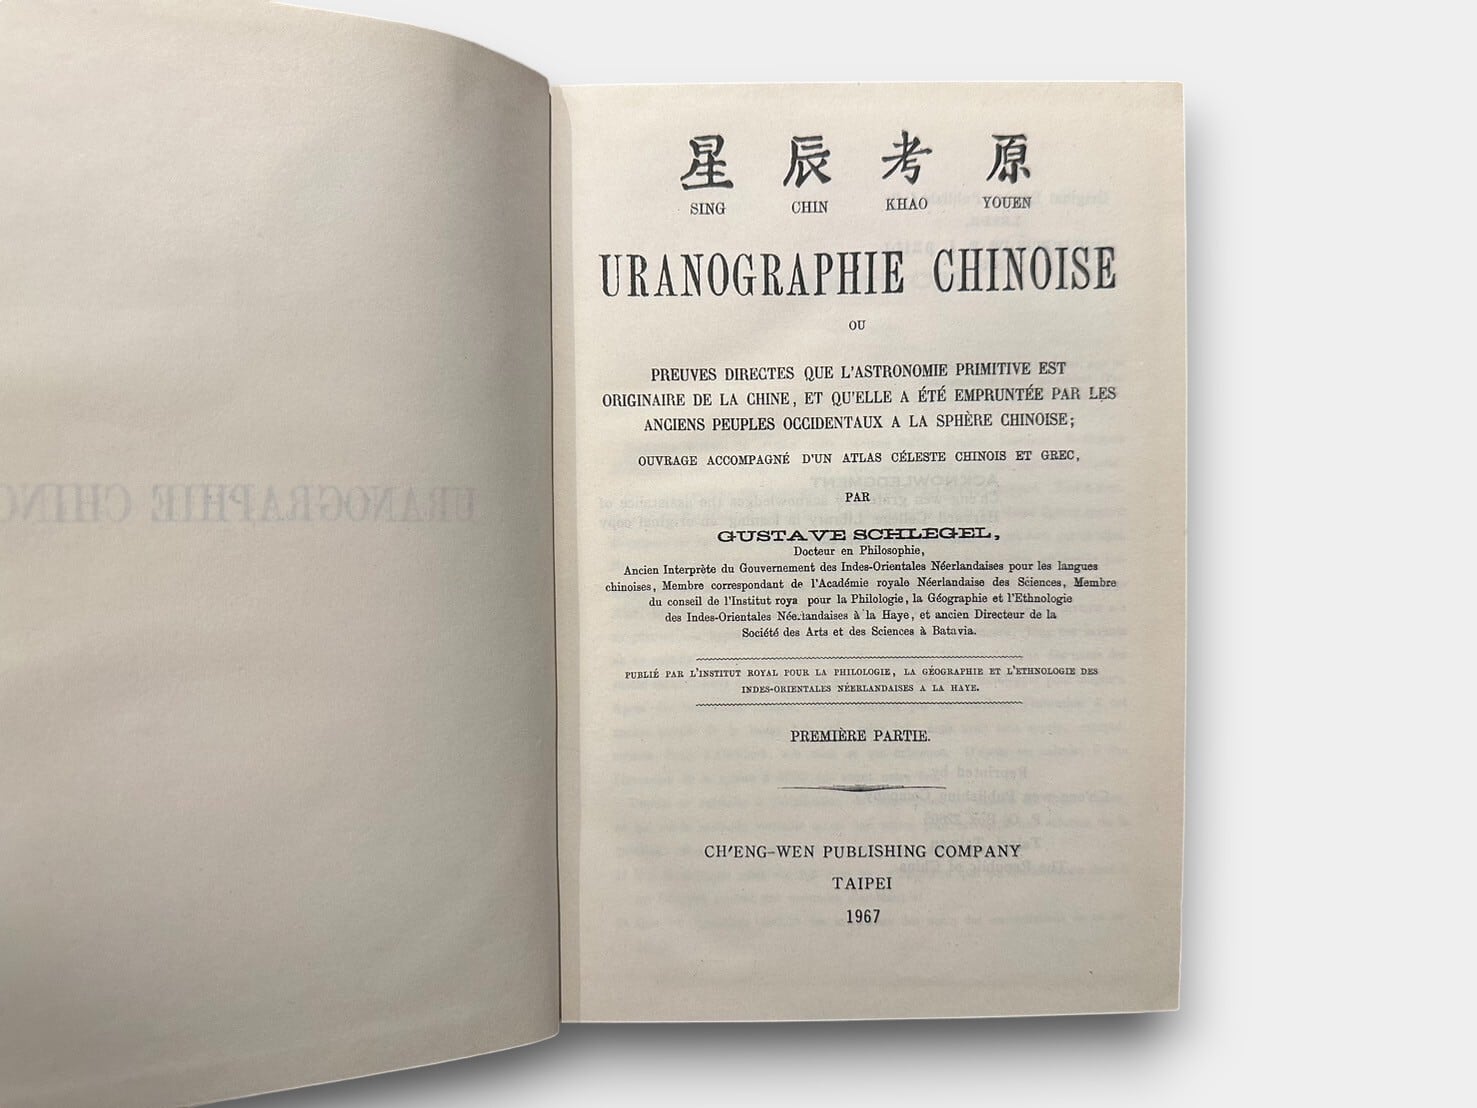 星 辰 考 原
SING CHIN KHAO YOUEN
URANOGRAPHIE CHINOISE
OU
PREUVES DIRECTES QUE L'ASTRONOMIE PRIMITIVE EST
ORIGINAIRE DE LA CHINE, ET QU'ELLE A ÉTÉ EMPRUNTÉE PAR LES
ANCIENS PEUPLES OCCIDENTAUX A LA SPHÈRE CHINOISE;
OUVRAGE ACCOMPAGNÉ D'UN ATLAS CÉLESTE CHINOIS ET GREC,
PAR
GUSTAVE SCHLEGEL,
Docteur en Philosophie,
Ancien Interprète du Gouvernement des Indes-Orientales Néerlandaises pour les langues
chinoises, Membre correspondant de l'Académie royale Néerlandaise des Sciences, Membre
du conseil de l'Institut roya pour la Philologie, la Géographie et l'Ethnologie
des Indes-Orientales Née.landaises à la Haye, et ancien Directeur de la
Société des Arts et des Sciences à Batavia.
PUBLIÉ PAR L'INSTITUT ROYAL POUR LA PHILOLOGIE, LA GÉOGRAPHIE ET L'ETHNOLOGIE DES
INDES-ORIENTALES NÉERLANDAISES A LA HAYE.
PREMIÈRE PARTIE.
CH'ENG-WEN PUBLISHING COMPANY
TAIPEI
1967